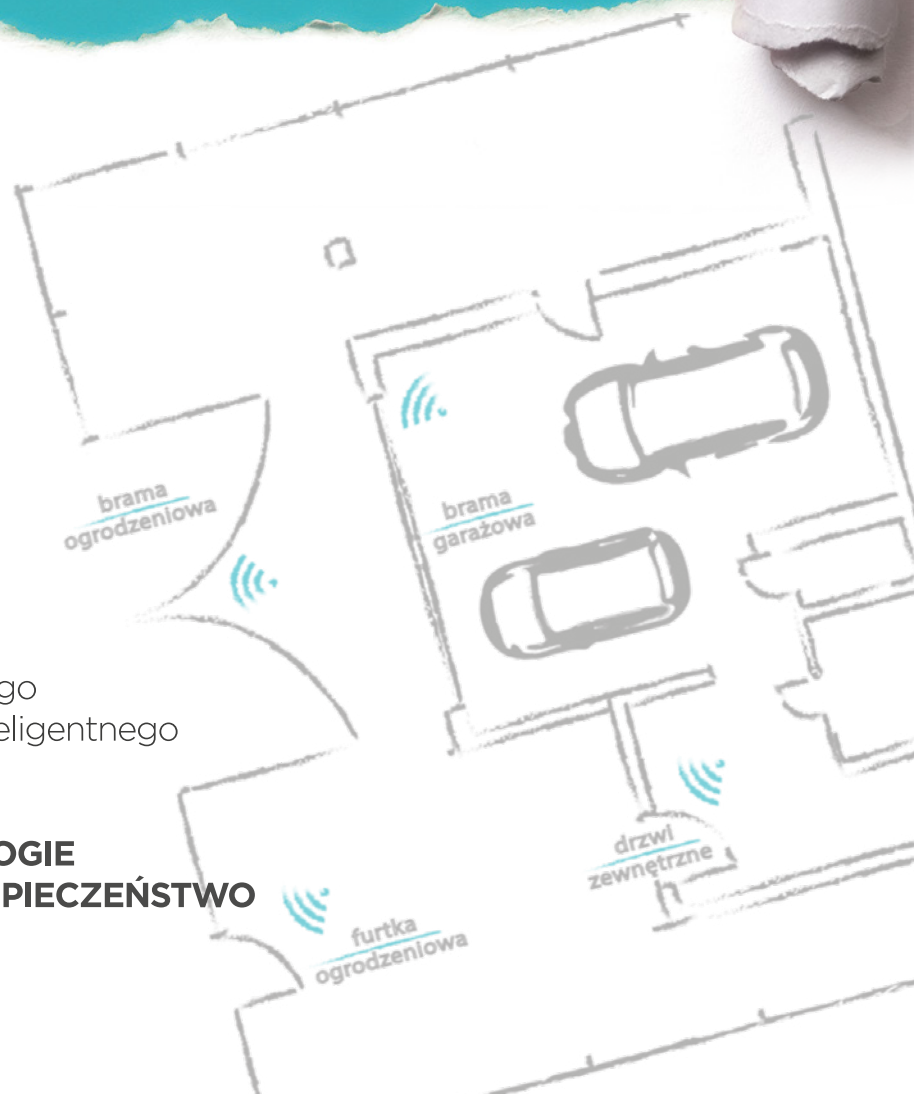 brama
ogrodzeniowa
brama
garażowa
go
eligentnego
OGIE
PIECZEŃSTWO
drzwi
zewnętrzne
furtka
ogrodzeniowa